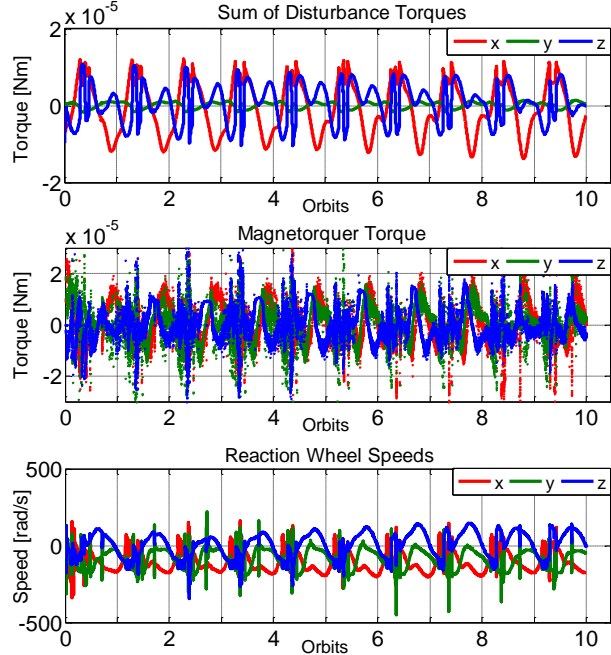 Sum of Disturbance Torques
x 10⁻⁵
2
0
-2
Torque [Nm]
x y z
0 2 4 6 8 10
Orbits
Magnetorquer Torque
x 10⁻⁵
2
0
-2
Torque [Nm]
x y z
0 2 4 6 8 10
Orbits
Reaction Wheel Speeds
500
0
-500
Speed [rad/s]
x y z
0 2 4 6 8 10
Orbits